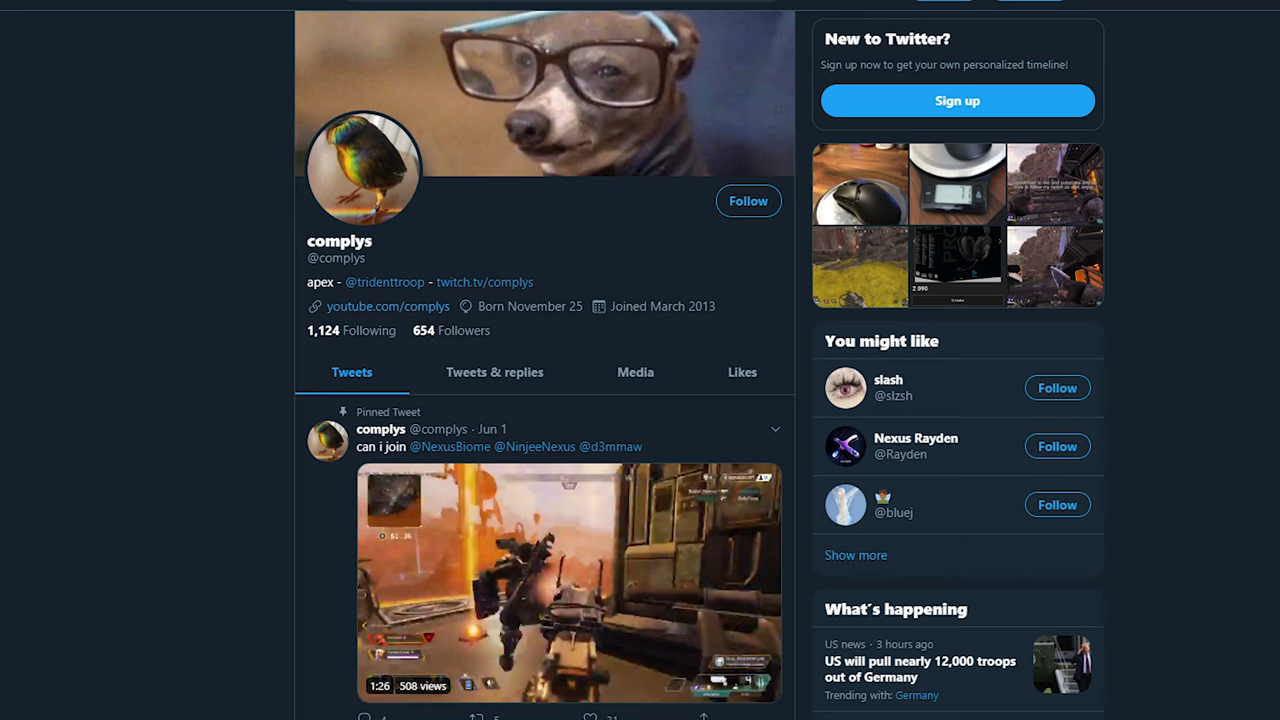 New to Twitter?
Sign up now to get your own personalized timeline!
Sign up
Follow
complys
@complys
apex - @tridenttroop - twitch.tv/complys
youtube.com/complys Born November 25 Joined March 2013
1,124 Following 654 Followers
Tweets Tweets & replies Media Likes
Pinned Tweet
complys @complys · Jun 1
can i join @NexusBiome @NinjeeNexus @d3mmaw
1:26 508 views
2 090
You might like
slash
@slzsh
Follow
Nexus Rayden
@Rayden
Follow
@bluej
Follow
Show more
What´s happening
US news · 3 hours ago
US will pull nearly 12,000 troops
out of Germany
Trending with: Germany